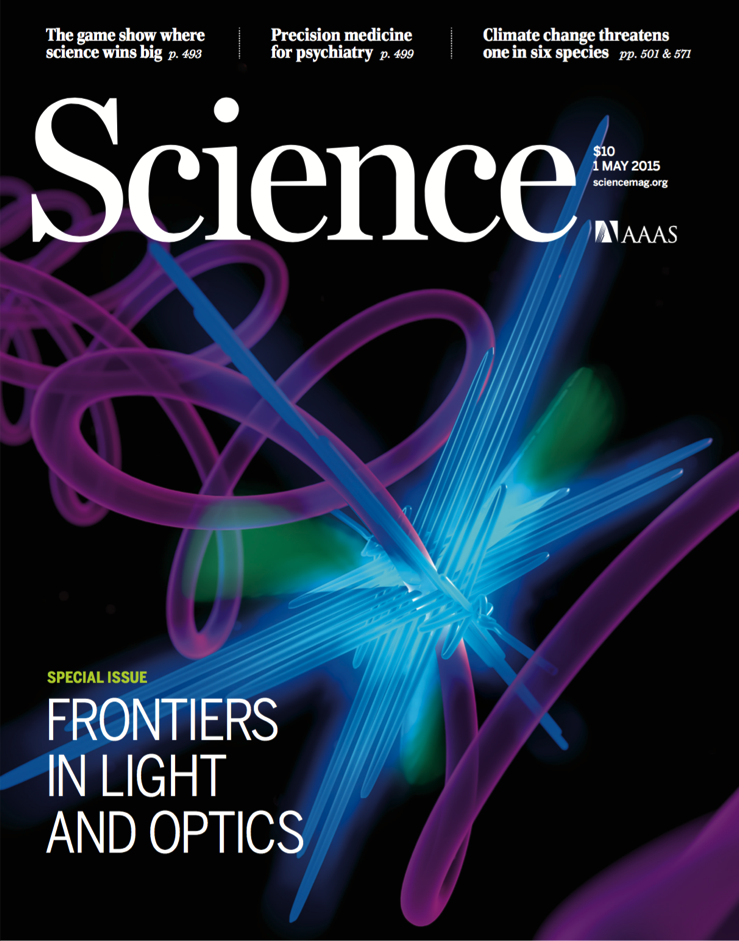 The game show where
science wins big p. 493
Precision medicine
for psychiatry p. 499
Climate change threatens
one in six species pp. 501 & 571
Science
$10
1 MAY 2015
sciencemag.org
AAAS
SPECIAL ISSUE
FRONTIERS
IN LIGHT
AND OPTICS